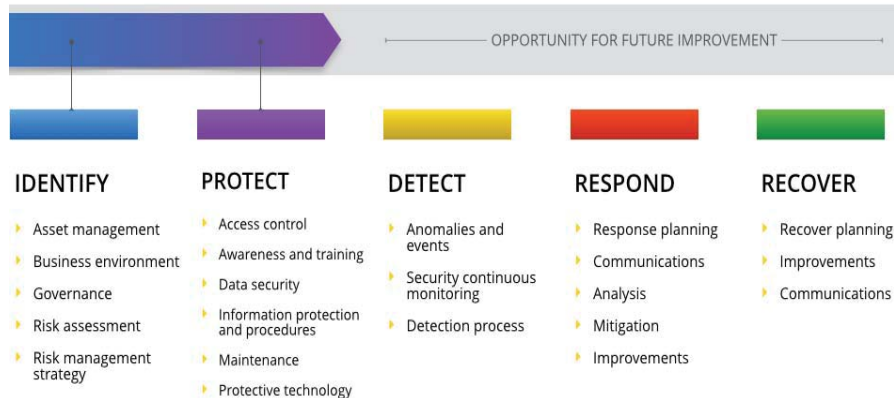 OPPORTUNITY FOR FUTURE IMPROVEMENT
IDENTIFY
Asset management
Business environment
Governance
Risk assessment
Risk management
strategy
PROTECT
Access control
Awareness and training
Data security
Information protection
and procedures
Maintenance
Protective technology
DETECT
Anomalies and
events
Security continuous
monitoring
Detection process
RESPOND
Response planning
Communications
Analysis
Mitigation
Improvements
RECOVER
Recover planning
Improvements
Communications